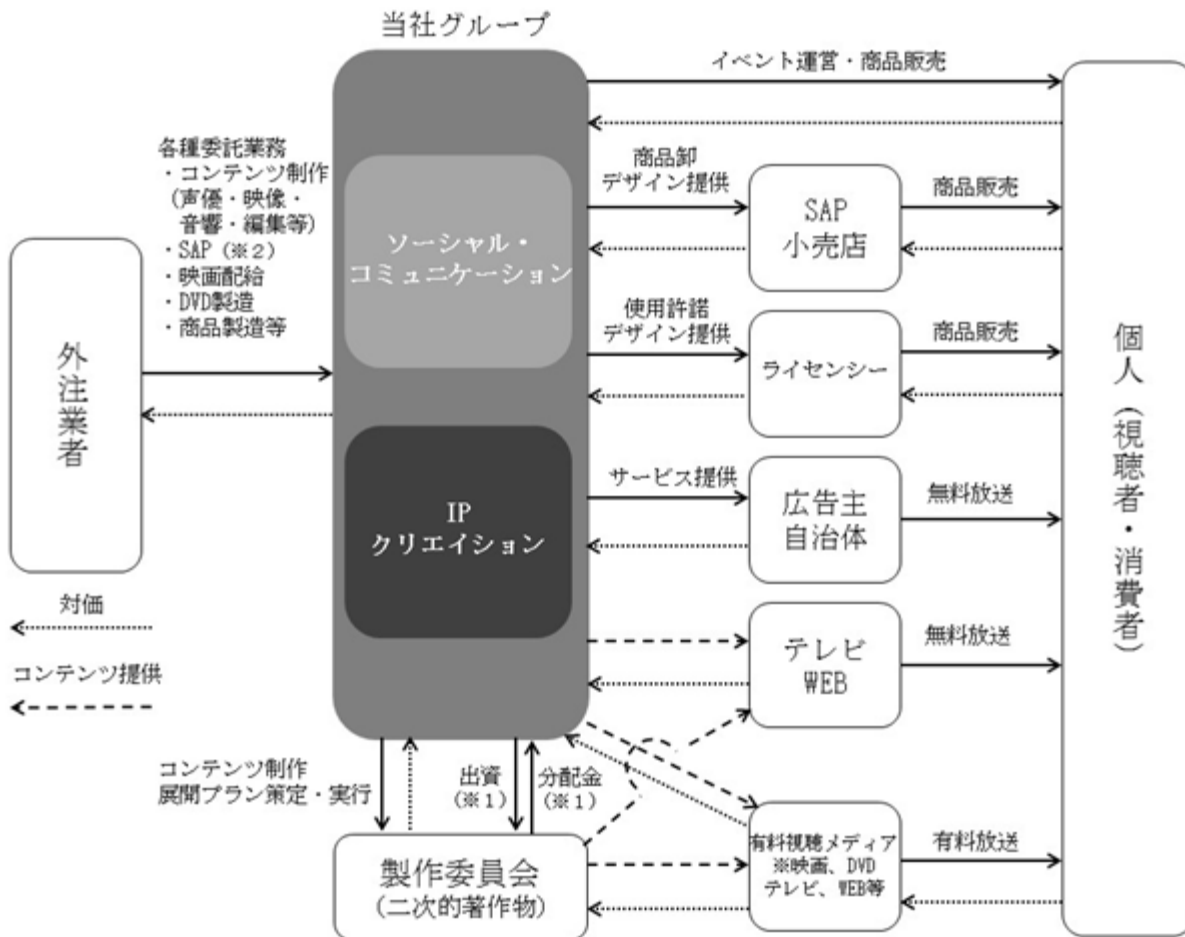 当社グループ
イベント運営・商品販売
各種委託業務
・コンテンツ制作
(声優・映像・
音響・編集等)
・SAP(※2)
・映画配給
・DVD製造
・商品製造等
外注業者
対価
コンテンツ提供
ソーシャル・
コミュニケーション
IP
クリエイション
商品卸
デザイン提供
SAP
小売店
商品販売
使用許諾
デザイン提供
ライセンシー
商品販売
サービス提供
広告主
自治体
無料放送
テレビ
WEB
無料放送
個人(視聴者・消費者)
コンテンツ制作
展開プラン策定・実行
出資
(※1)
分配金
(※1)
製作委員会
(二次的著作物)
有料視聴メディア
※映画、DVD
テレビ、WEB等
有料放送